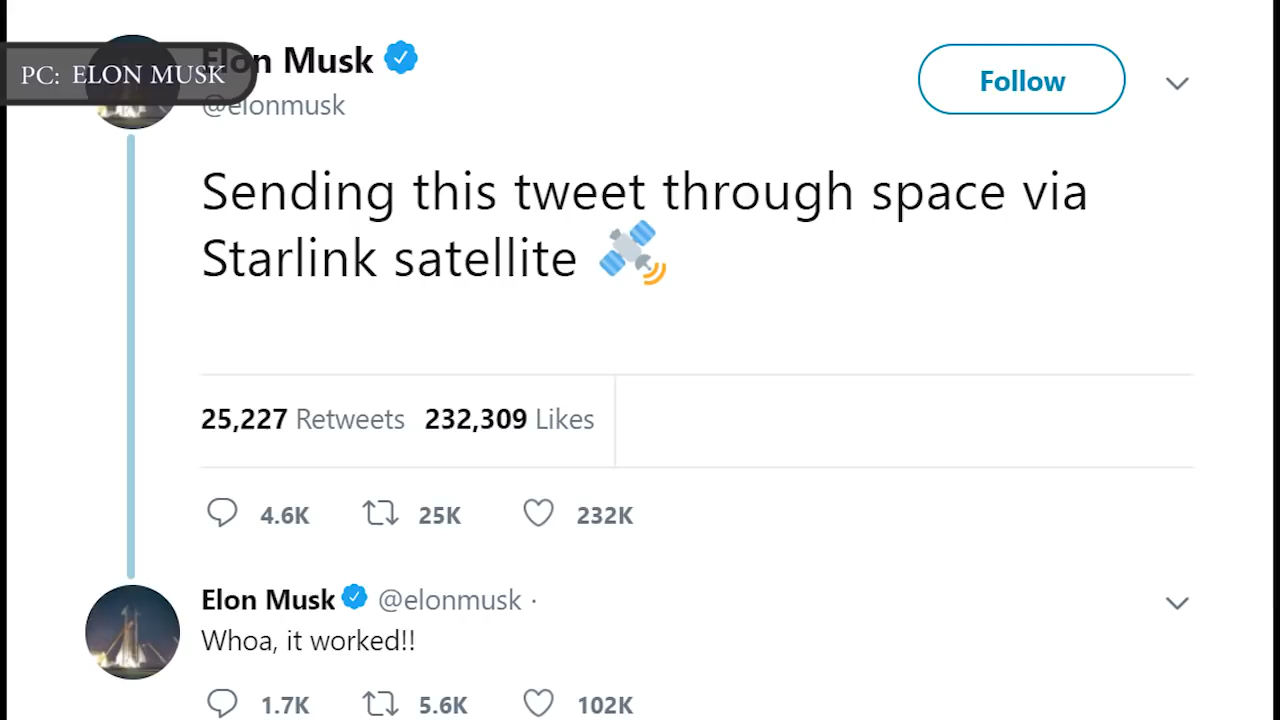 PC: ELON MUSK
Elon Musk
@elonmusk
Follow
Sending this tweet through space via
Starlink satellite
25,227 Retweets 232,309 Likes
4.6K 25K 232K
Elon Musk @elonmusk ·
Whoa, it worked!!
1.7K 5.6K 102K